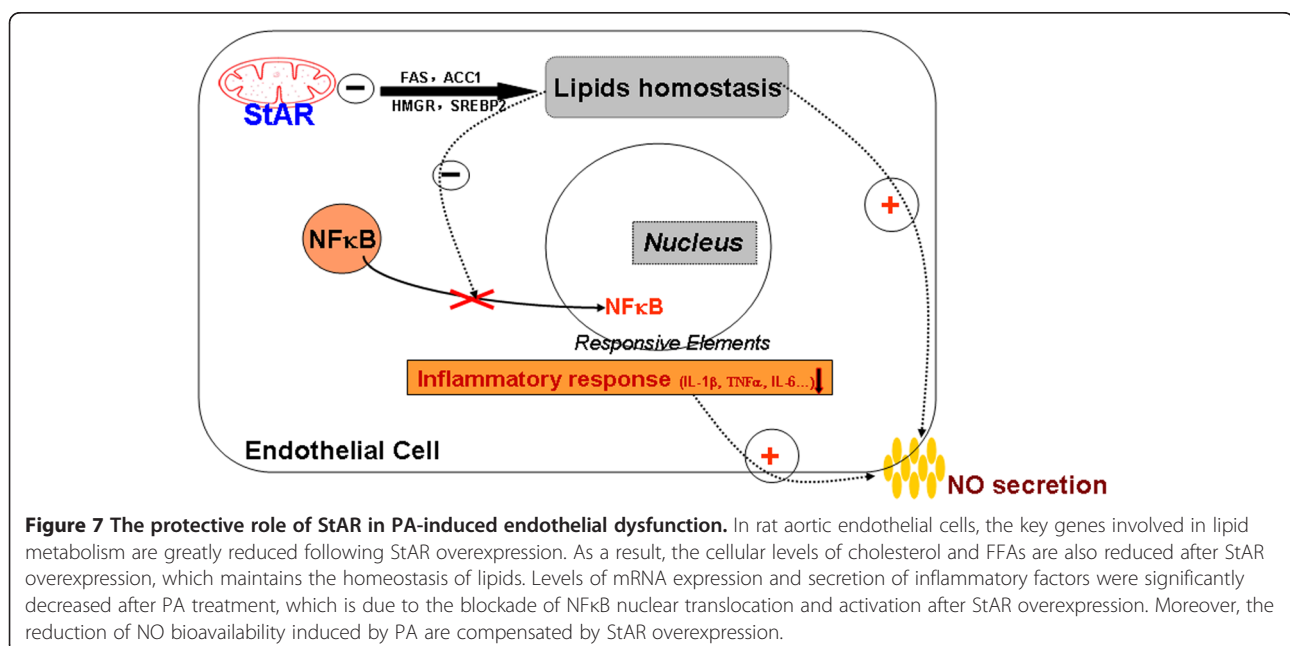 FAS, ACC1
HMGR, SREBP2
StAR
Lipids homostasis
NFκB
Nucleus
NFκB
Responsive Elements
Inflammatory response (IL-1β, TNFα, IL-6...)
Endothelial Cell
NO secretion
Figure 7 The protective role of StAR in PA-induced endothelial dysfunction. In rat aortic endothelial cells, the key genes involved in lipid
metabolism are greatly reduced following StAR overexpression. As a result, the cellular levels of cholesterol and FFAs are also reduced after StAR
overexpression, which maintains the homeostasis of lipids. Levels of mRNA expression and secretion of inflammatory factors were significantly
decreased after PA treatment, which is due to the blockade of NFκB nuclear translocation and activation after StAR overexpression. Moreover, the
reduction of NO bioavailability induced by PA are compensated by StAR overexpression.